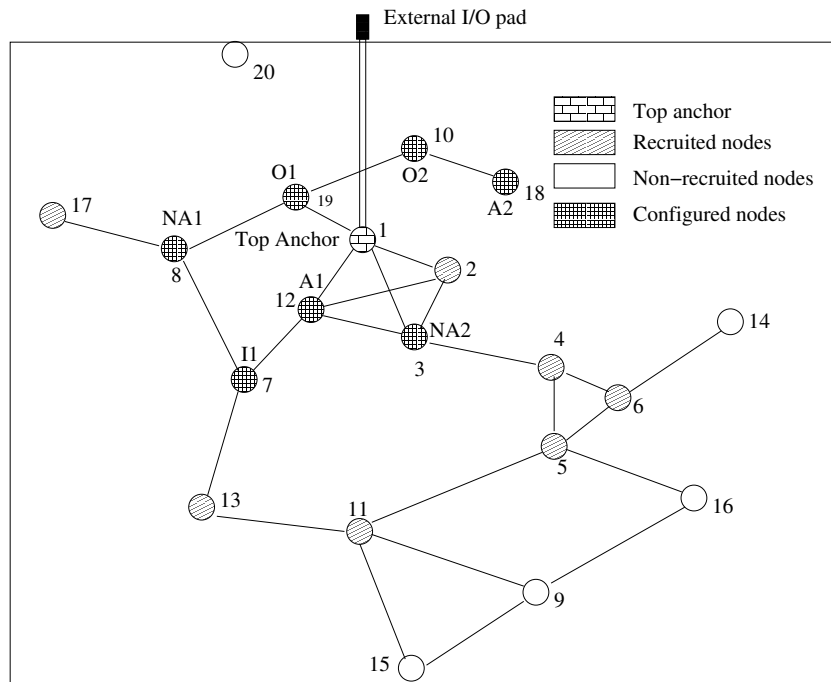 External I/O pad
20
Top anchor
Recruited nodes
Non-recruited nodes
Configured nodes
10
O2
O1
19
18
A2
17
NA1
8
Top Anchor
1
2
A1
12
NA2
3
14
4
I1
7
6
5
13
11
16
9
15